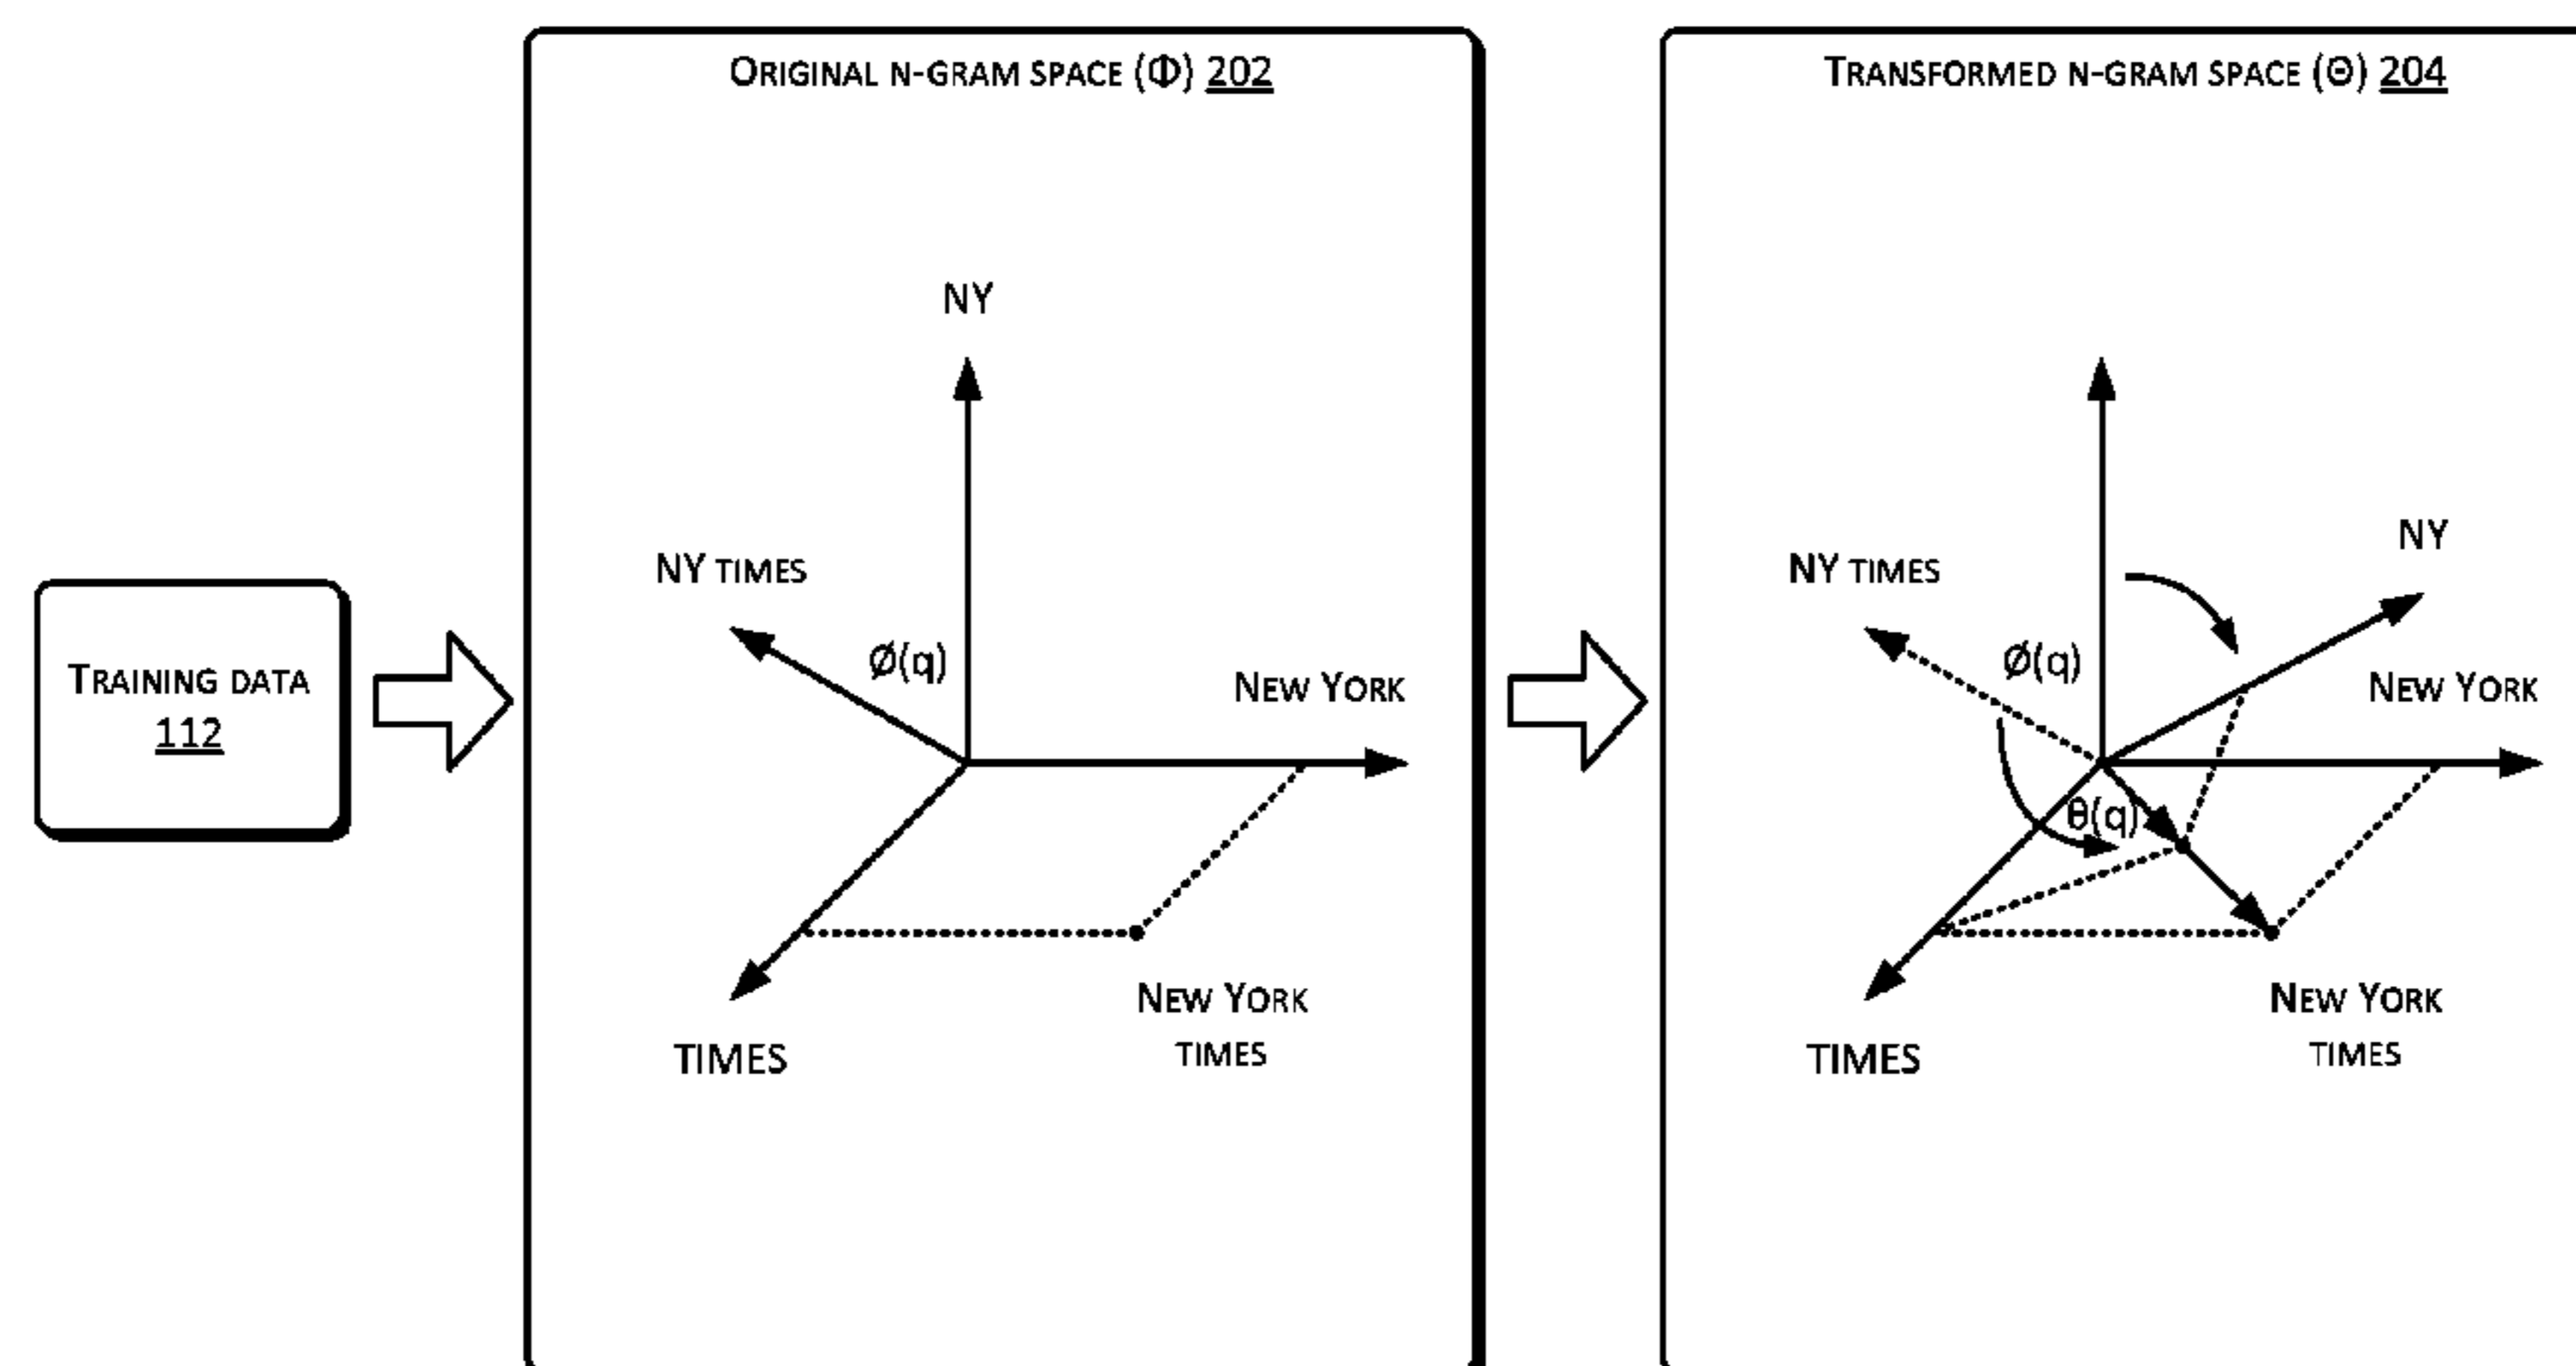 TRAINING DATA
112
ORIGINAL N-GRAM SPACE (Φ) 202
NY
NY TIMES
Ø(q)
NEW YORK
TIMES
NEW YORK
TIMES
TRANSFORMED N-GRAM SPACE (Θ) 204
NY
NY TIMES
Ø(q)
NEW YORK
θ(q)
TIMES
NEW YORK
TIMES